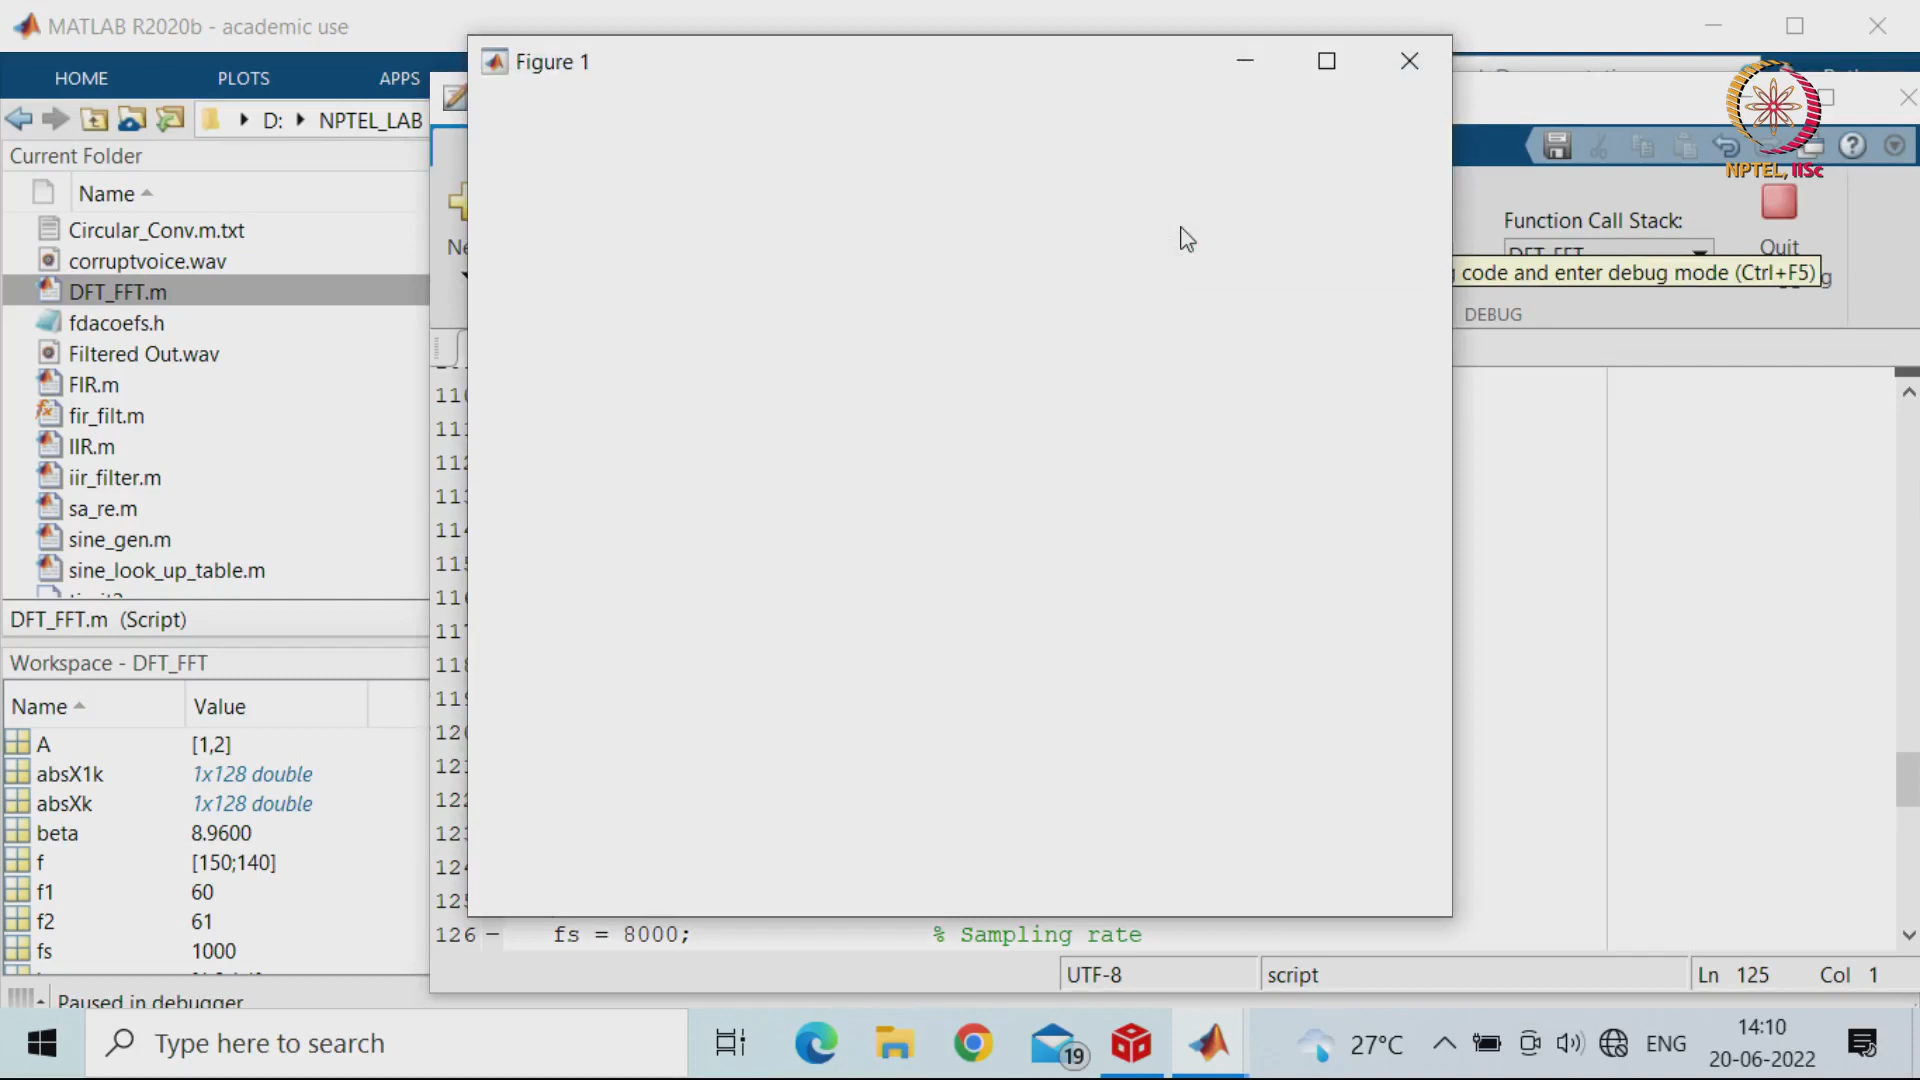 MATLAB R2020b - academic use
Figure 1
HOME
PLOTS
APPS
D:
NPTEL_LAB
NPTEL, IISc
Current Folder
Name
Circular_Conv.m.txt
corruptvoice.wav
DFT_FFT.m
fdacoefs.h
Filtered Out.wav
FIR.m
fir_filt.m
IIR.m
iir_filter.m
sa_re.m
sine_gen.m
sine_look_up_table.m
DFT_FFT.m (Script)
Function Call Stack:
DFT_FFT
Quit
code and enter debug mode (Ctrl+F5)
DEBUG
Workspace - DFT_FFT
Name Value
A [1,2]
absX1k 1x128 double
absXk 1x128 double
beta 8.9600
f [150;140]
f1 60
f2 61
fs 1000
Paused in debugger
126 – fs = 8000; % Sampling rate
UTF-8
script
Ln 125 Col 1
Type here to search
19
27°C
ENG
14:10
20-06-2022